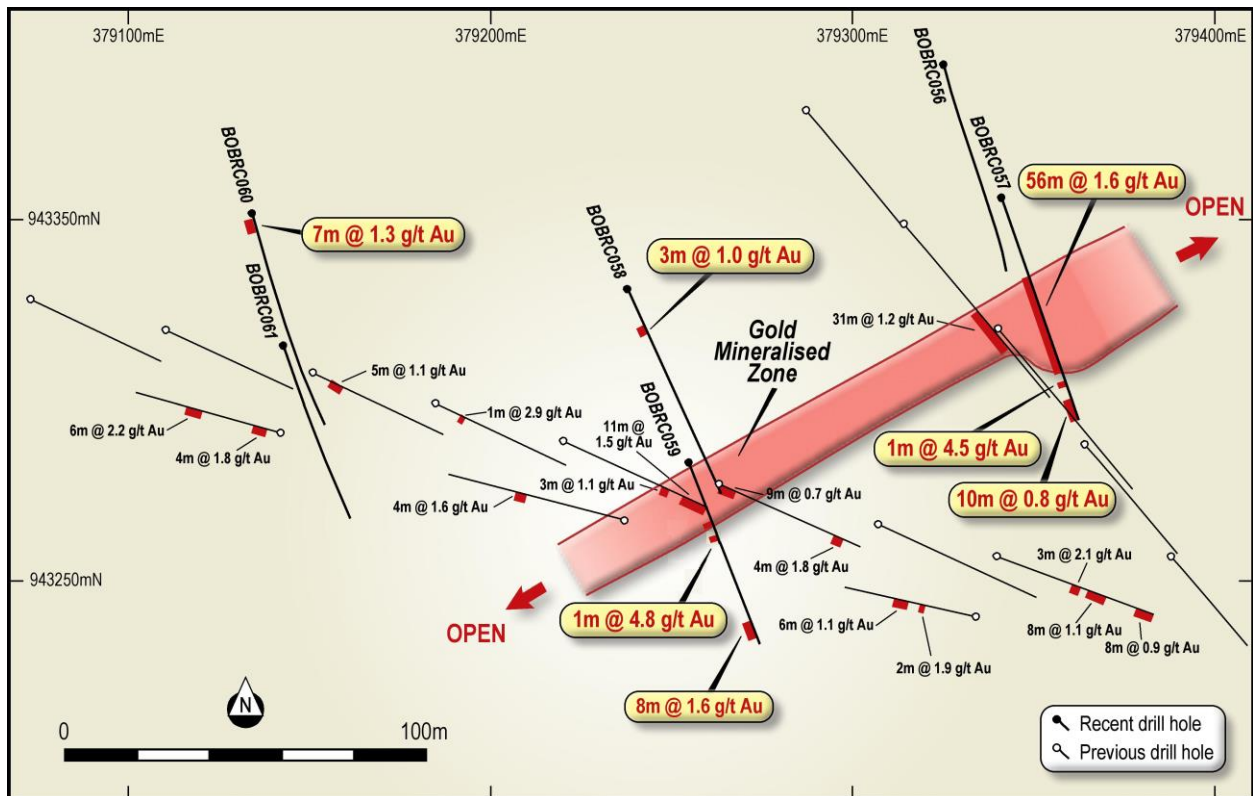 379100mE
379200mE
379300mE
379400mE
BOBRC056
BOBRC057
56m @ 1.6 g/t Au
OPEN
BOBRC060
943350mN
7m @ 1.3 g/t Au
BOBRC058
3m @ 1.0 g/t Au
BOBRC061
31m @ 1.2 g/t Au
Gold
Mineralised
Zone
5m @ 1.1 g/t Au
1m @ 2.9 g/t Au
BOBRC059
11m @
1.5 g/t Au
6m @ 2.2 g/t Au
4m @ 1.8 g/t Au
1m @ 4.5 g/t Au
3m @ 1.1 g/t Au
9m @ 0.7 g/t Au
10m @ 0.8 g/t Au
4m @ 1.6 g/t Au
943250mN
4m @ 1.8 g/t Au
3m @ 2.1 g/t Au
OPEN
1m @ 4.8 g/t Au
6m @ 1.1 g/t Au
8m @ 1.1 g/t Au
8m @ 0.9 g/t Au
2m @ 1.9 g/t Au
8m @ 1.6 g/t Au
N
0
100m
Recent drill hole
Previous drill hole